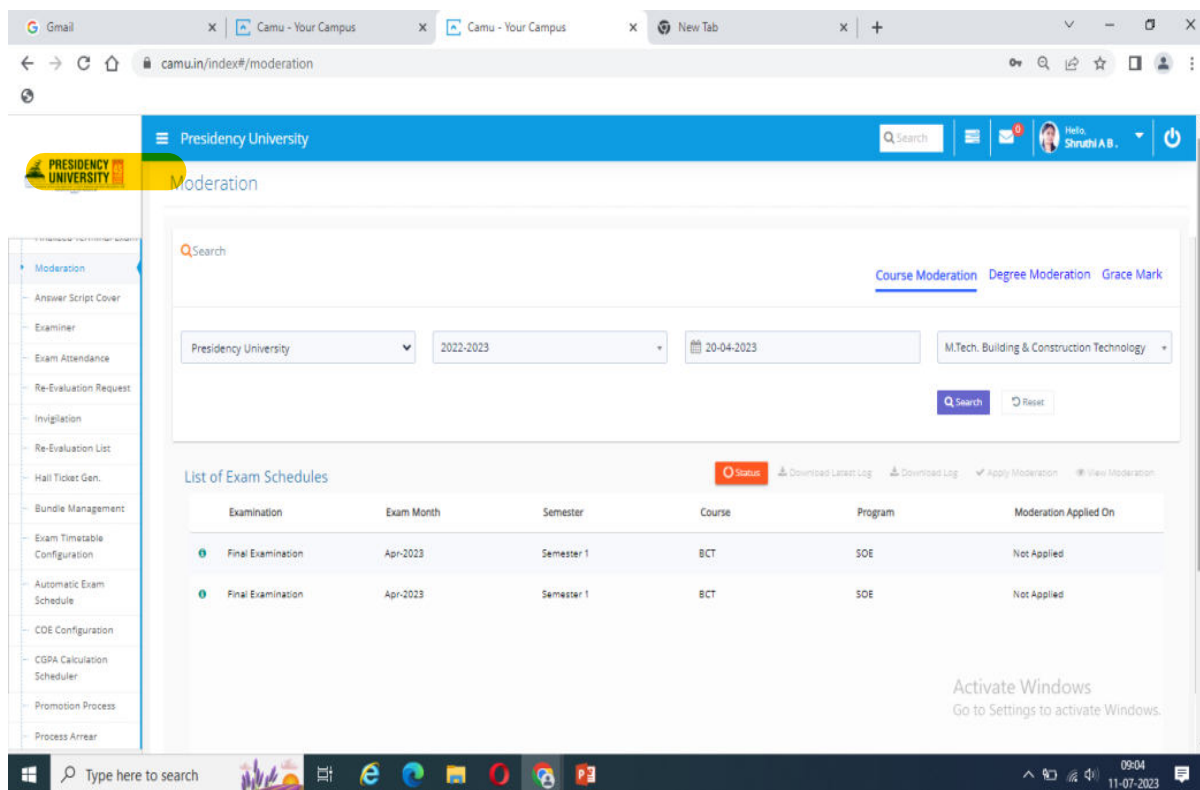 Gmail
Camu - Your Campus
Camu - Your Campus
New Tab
camu.in/index#/moderation
Presidency University
Search
0
Hello,
Shruthi A B .
PRESIDENCY
UNIVERSITY
Moderation
Moderation
Answer Script Cover
Examiner
Exam Attendance
Re-Evaluation Request
Invigilation
Re-Evaluation List
Hall Ticket Gen.
Bundle Management
Exam Timetable
Configuration
Automatic Exam
Schedule
COE Configuration
CGPA Calculation
Scheduler
Promotion Process
Process Arrear
Search
Course Moderation Degree Moderation Grace Mark
Presidency University 2022-2023 20-04-2023 M.Tech. Building & Construction Technology
Search Reset
List of Exam Schedules
Status Download Latest Log Download Log Apply Moderation View Moderation
Examination Exam Month Semester Course Program Moderation Applied On
Final Examination Apr-2023 Semester 1 BCT SOE Not Applied
Final Examination Apr-2023 Semester 1 BCT SOE Not Applied
Activate Windows
Go to Settings to activate Windows.
Type here to search
09:04
11-07-2023